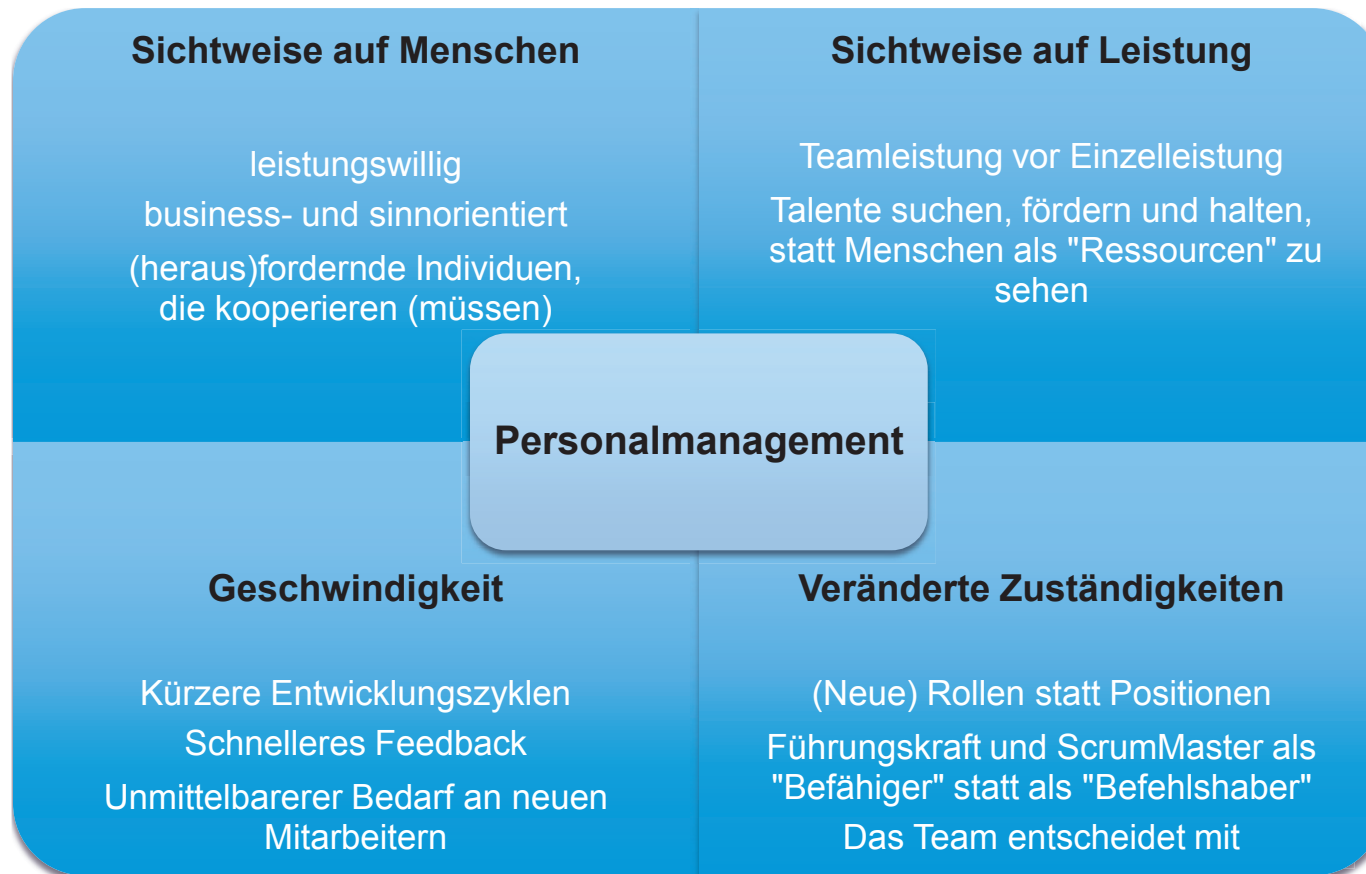 Sichtweise auf Menschen
leistungswillig
business- und sinnorientiert
(heraus)fordernde Individuen,
die kooperieren (müssen)
Sichtweise auf Leistung
Teamleistung vor Einzelleistung
Talente suchen, fördern und halten,
statt Menschen als "Ressourcen" zu
sehen
Personalmanagement
Geschwindigkeit
Kürzere Entwicklungszyklen
Schnelleres Feedback
Unmittelbarerer Bedarf an neuen
Mitarbeitern
Veränderte Zuständigkeiten
(Neue) Rollen statt Positionen
Führungskraft und ScrumMaster als
"Befähiger" statt als "Befehlshaber"
Das Team entscheidet mit